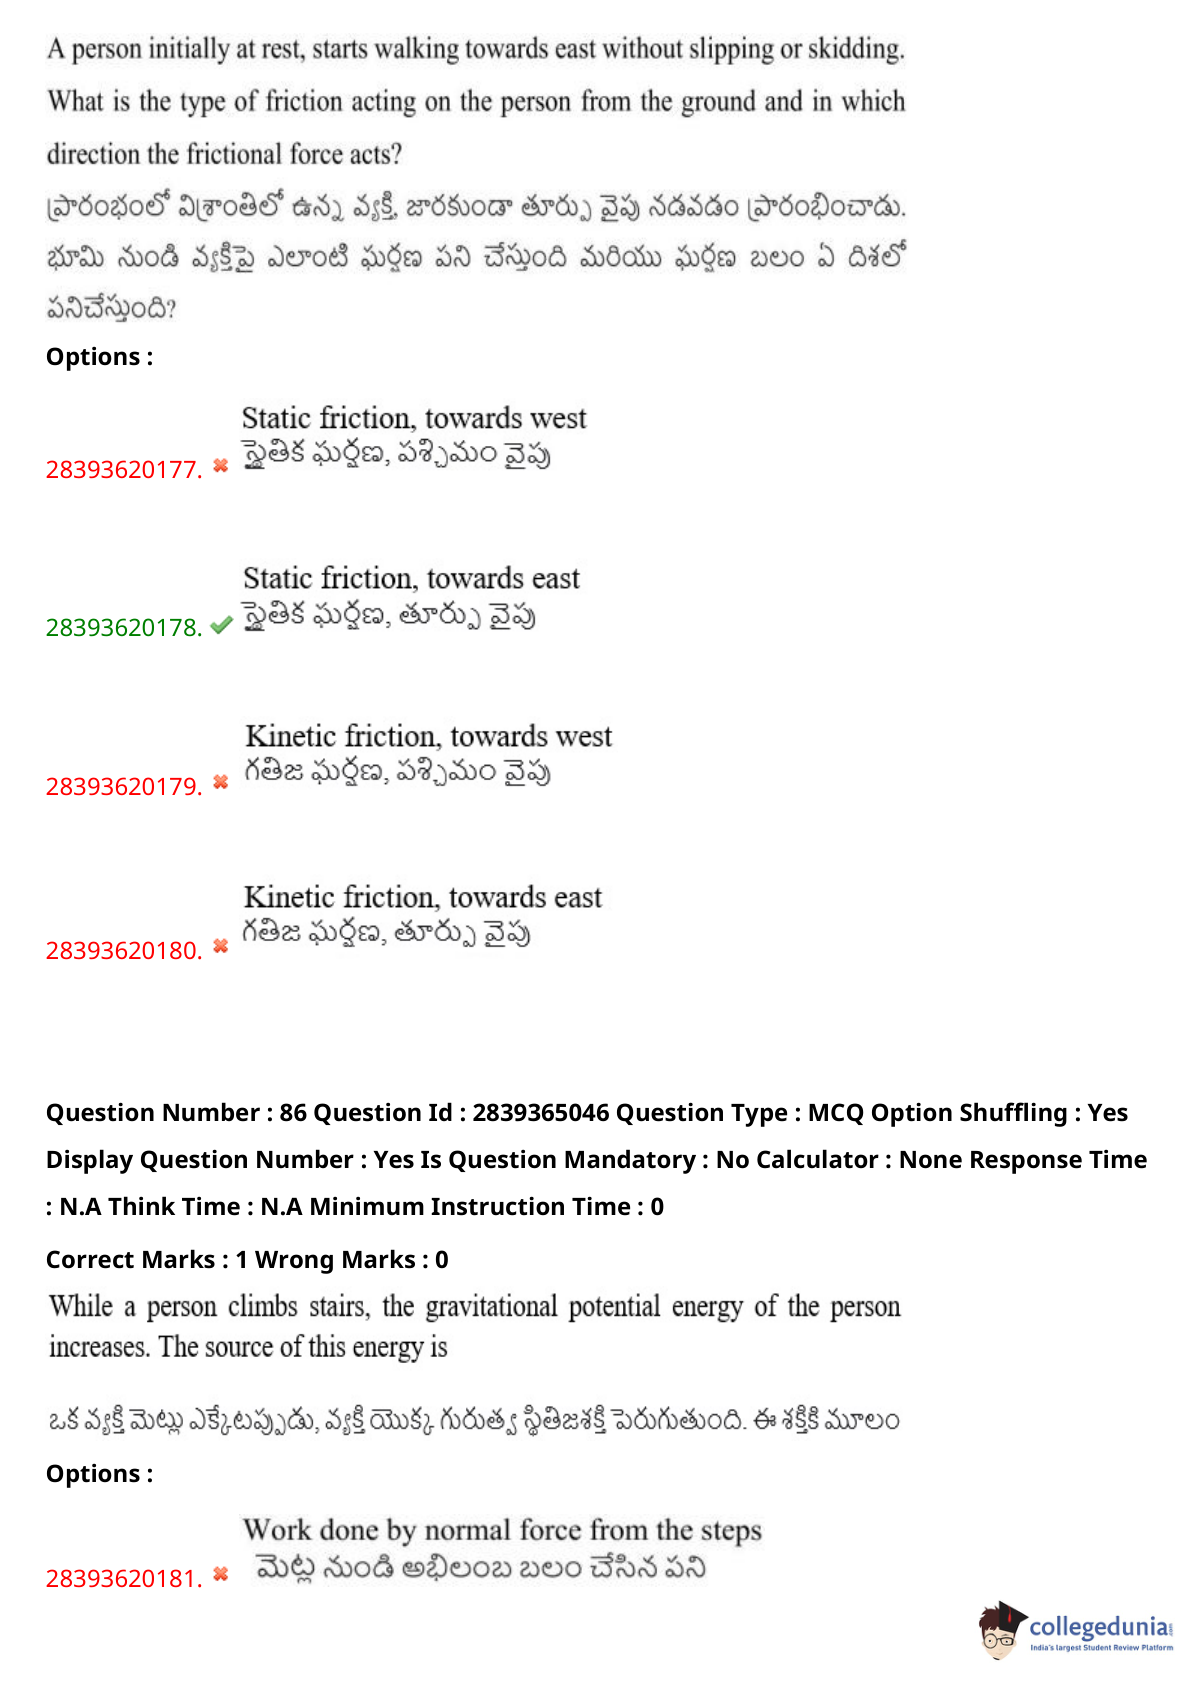 A person initially at rest, starts walking towards east without slipping or skidding.
What is the type of friction acting on the person from the ground and in which
direction the frictional force acts?
ప్రారంభంలో విశ్రాంతిలో ఉన్న వ్యక్తి, జారకుండా తూర్పు వైపు నడవడం ప్రారంభించాడు.
భూమి నుండి వ్యక్తిపై ఎలాంటి ఘర్షణ పని చేస్తుంది మరియు ఘర్షణ బలం ఏ దిశలో
పనిచేస్తుంది?
Options :
Static friction, towards west
స్థైతిక ఘర్షణ, పశ్చిమం వైపు
28393620177.
Static friction, towards east
స్థైతిక ఘర్షణ, తూర్పు వైపు
28393620178.
Kinetic friction, towards west
గతిజ ఘర్షణ, పశ్చిమం వైపు
28393620179.
Kinetic friction, towards east
గతిజ ఘర్షణ, తూర్పు వైపు
28393620180.
Question Number : 86 Question Id : 2839365046 Question Type : MCQ Option Shuffling : Yes
Display Question Number : Yes Is Question Mandatory : No Calculator : None Response Time
: N.A Think Time : N.A Minimum Instruction Time : 0
Correct Marks : 1 Wrong Marks : 0
While a person climbs stairs, the gravitational potential energy of the person
increases. The source of this energy is
ఒక వ్యక్తి మెట్లు ఎక్కేటప్పుడు, వ్యక్తి యొక్క గురుత్వ స్థితిజశక్తి పెరుగుతుంది. ఈ శక్తికి మూలం
Options :
Work done by normal force from the steps
మెట్ల నుండి అభిలంబ బలం చేసిన పని
28393620181.
collegedunia.com
India's largest Student Review Platform